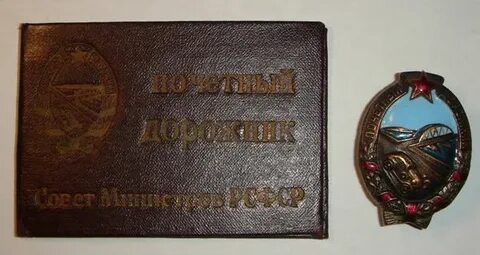 почетный
дорожник
Совет Министров РСФСР